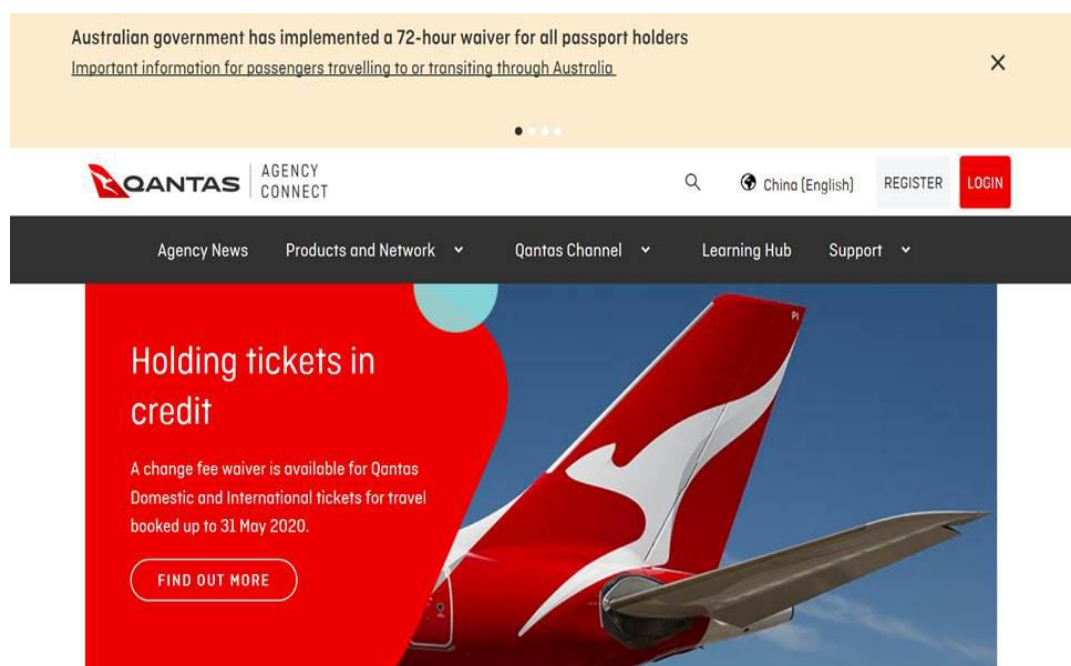 Australian government has implemented a 72-hour waiver for all passport holders
Important information for passengers travelling to or transiting through Australia
QANTAS
AGENCY
CONNECT
China (English)
REGISTER
LOGIN
Agency News
Products and Network
Qantas Channel
Learning Hub
Support
Holding tickets in
credit
A change fee waiver is available for Qantas
Domestic and International tickets for travel
booked up to 31 May 2020.
FIND OUT MORE